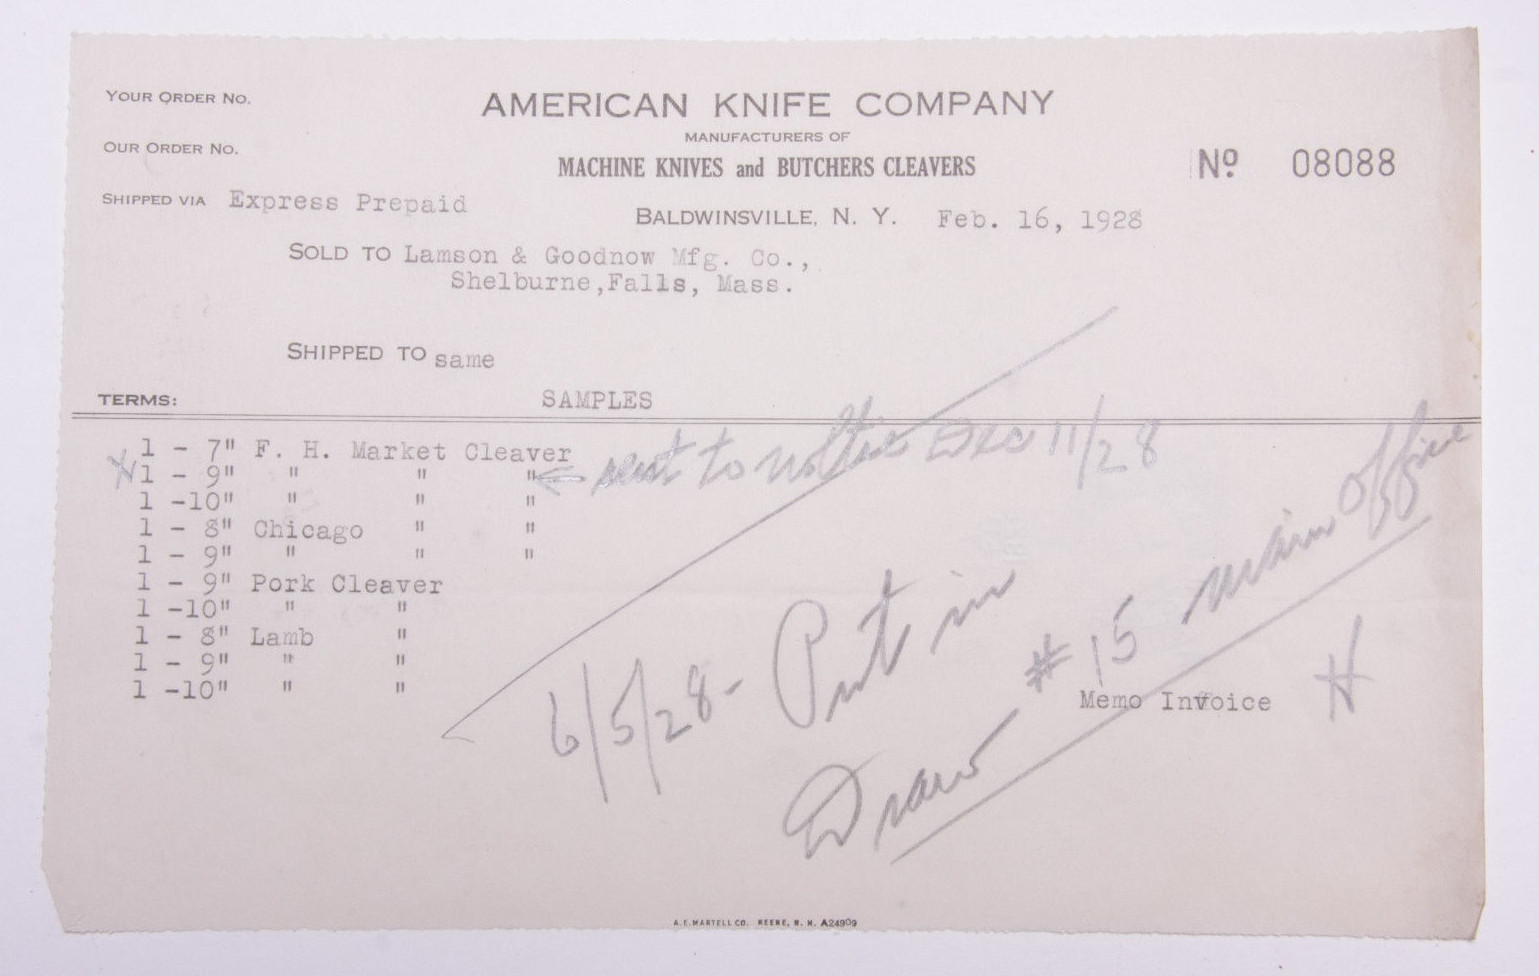 YOUR ORDER No.
AMERICAN KNIFE COMPANY
MANUFACTURERS OF
OUR ORDER No.
MACHINE KNIVES and BUTCHERS CLEAVERS
Nº 08088
SHIPPED VIA Express Prepaid
BALDWINSVILLE, N. Y. Feb. 16, 1928
SOLD TO Lamson & Goodnow Mfg. Co.,
Shelburne,Falls, Mass.
SHIPPED TO same
TERMS: SAMPLES
1 - 7" F. H. Market Cleaver
X 1 - 9" " " " ← sent to Dec 11/28
1 -10" " " "
1 - 8" Chicago " "
1 - 9" " " "
1 - 9" Pork Cleaver
1 -10" " "
1 - 8" Lamb "
1 - 9" " "
1 -10" " "
6/5/28 - Put in
Draw #15 main office
Memo Invoice H
A.E.MARTELL CO. KEENE, N. H. A24909